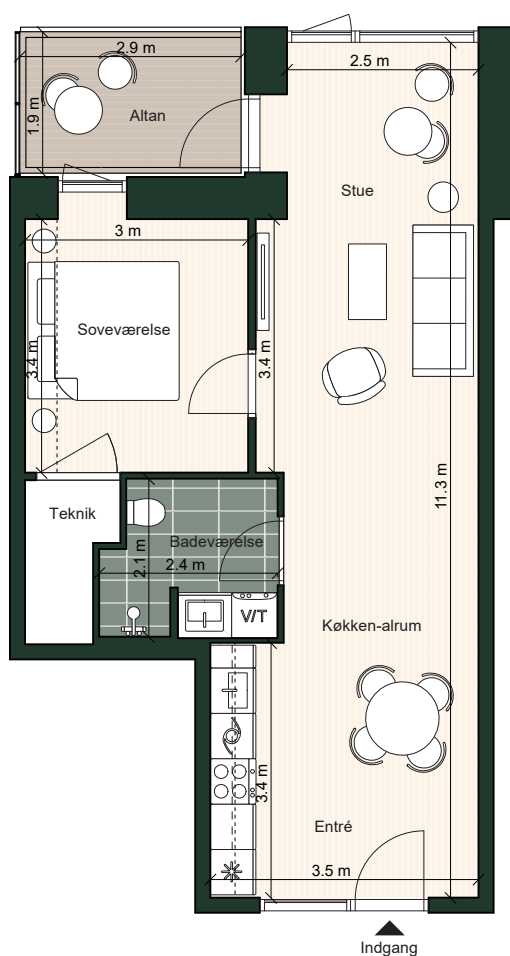 2.9 m
2.5 m
1.9 m
Altan
Stue
3 m
Soveværelse
3.4 m
3.4 m
11.3 m
Teknik
Badeværelse
2.1 m
2.4 m
V/T
Køkken-alrum
3.4 m
Entré
3.5 m
Indgang